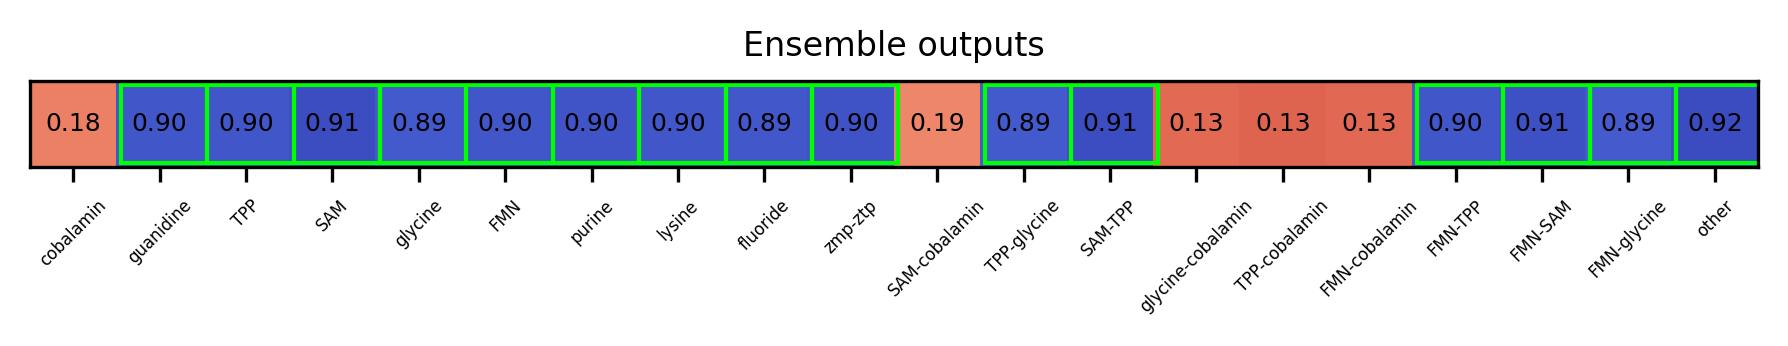 Ensemble outputs
0.18 0.90 0.90 0.91 0.89 0.90 0.90 0.90 0.89 0.90 0.19 0.89 0.91 0.13 0.13 0.13 0.90 0.91 0.89 0.92
cobalamin guanidine TPP SAM glycine FMN purine lysine fluoride zmp-ztp SAM-cobalamin TPP-glycine SAM-TPP glycine-cobalamin TPP-cobalamin FMN-cobalamin FMN-TPP FMN-SAM FMN-glycine other